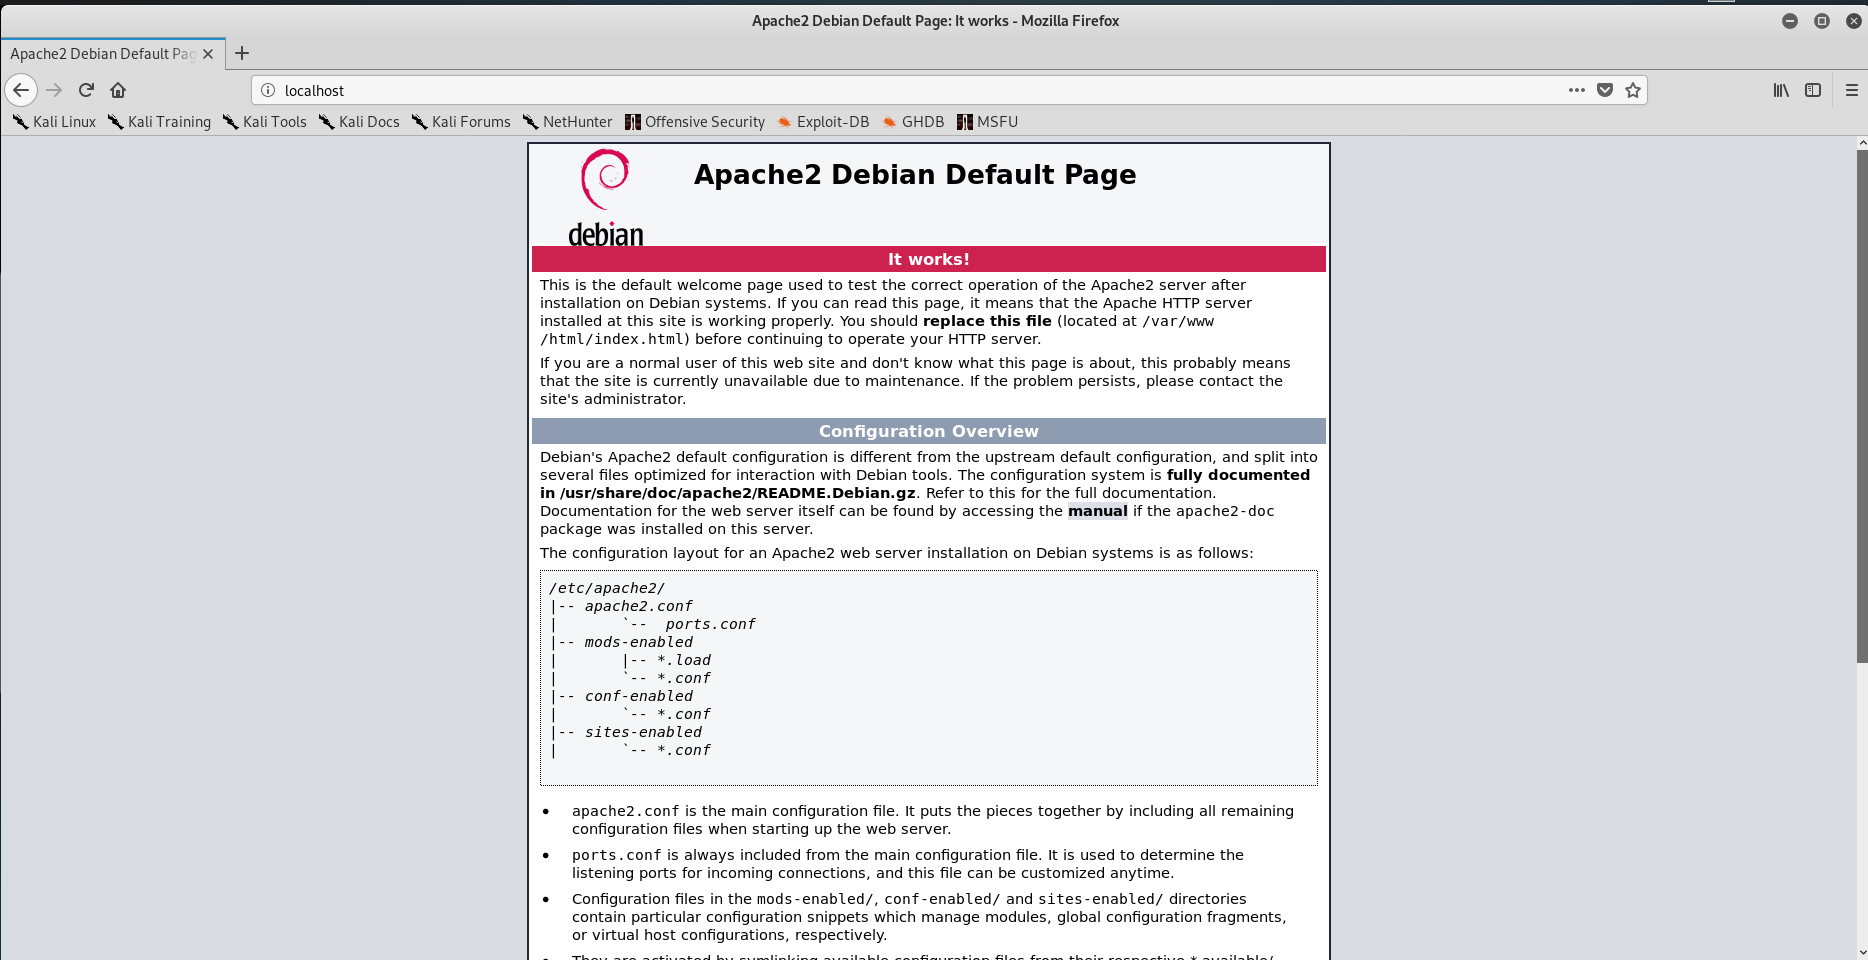 Apache2 Debian Default Page: It works - Mozilla Firefox
Apache2 Debian Default Pag
localhost
Kali Linux Kali Training Kali Tools Kali Docs Kali Forums NetHunter Offensive Security Exploit-DB GHDB MSFU
debian
Apache2 Debian Default Page
It works!
This is the default welcome page used to test the correct operation of the Apache2 server after
installation on Debian systems. If you can read this page, it means that the Apache HTTP server
installed at this site is working properly. You should replace this file (located at /var/www
/html/index.html) before continuing to operate your HTTP server.
If you are a normal user of this web site and don't know what this page is about, this probably means
that the site is currently unavailable due to maintenance. If the problem persists, please contact the
site's administrator.
Configuration Overview
Debian's Apache2 default configuration is different from the upstream default configuration, and split into
several files optimized for interaction with Debian tools. The configuration system is fully documented
in /usr/share/doc/apache2/README.Debian.gz. Refer to this for the full documentation.
Documentation for the web server itself can be found by accessing the manual if the apache2-doc
package was installed on this server.
The configuration layout for an Apache2 web server installation on Debian systems is as follows:
/etc/apache2/
|-- apache2.conf
|       `--  ports.conf
|-- mods-enabled
|       |-- *.load
|       `-- *.conf
|-- conf-enabled
|       `-- *.conf
|-- sites-enabled
|       `-- *.conf
• apache2.conf is the main configuration file. It puts the pieces together by including all remaining
configuration files when starting up the web server.
• ports.conf is always included from the main configuration file. It is used to determine the
listening ports for incoming connections, and this file can be customized anytime.
• Configuration files in the mods-enabled/, conf-enabled/ and sites-enabled/ directories
contain particular configuration snippets which manage modules, global configuration fragments,
or virtual host configurations, respectively.
• They are activated by symlinking available configuration files from their respective *-available/